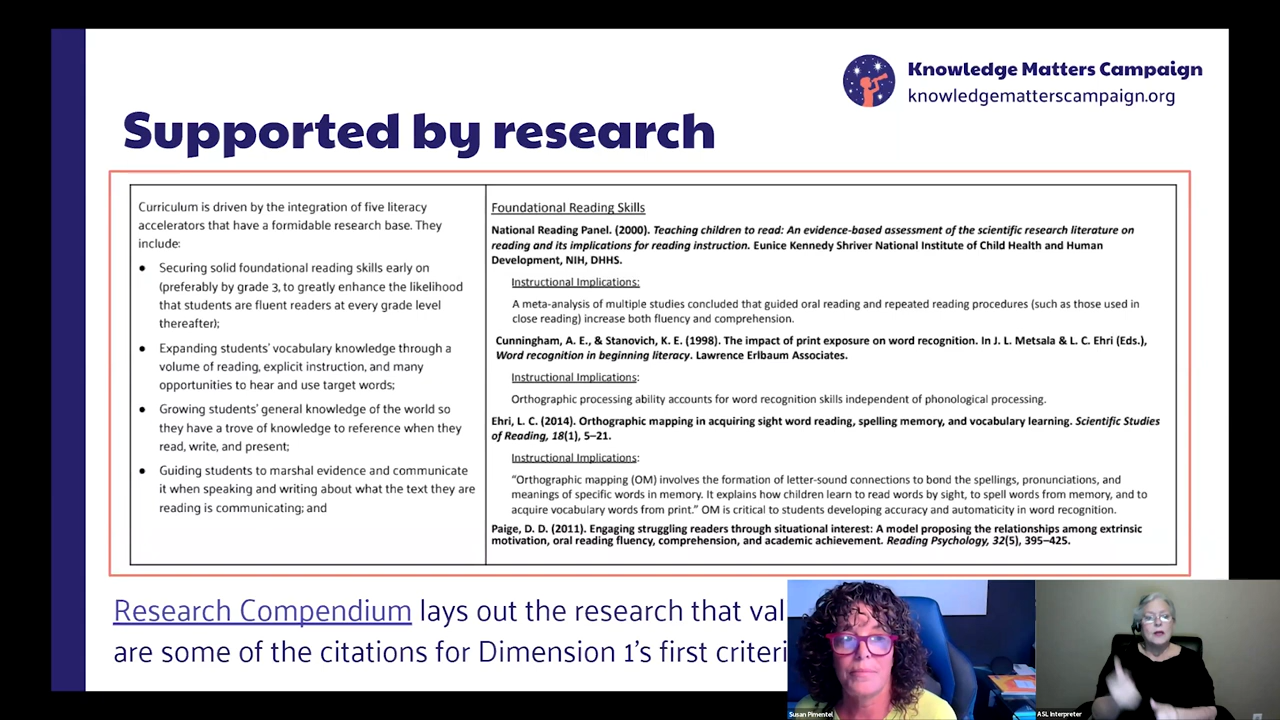 Knowledge Matters Campaign
knowledgematterscampaign.org
Supported by research
Curriculum is driven by the integration of five literacy
accelerators that have a formidable research base. They
include:
● Securing solid foundational reading skills early on
(preferably by grade 3, to greatly enhance the likelihood
that students are fluent readers at every grade level
thereafter);
● Expanding students' vocabulary knowledge through a
volume of reading, explicit instruction, and many
opportunities to hear and use target words;
● Growing students' general knowledge of the world so
they have a trove of knowledge to reference when they
read, write, and present;
● Guiding students to marshal evidence and communicate
it when speaking and writing about what the text they are
reading is communicating; and
Foundational Reading Skills
National Reading Panel. (2000). Teaching children to read: An evidence-based assessment of the scientific research literature on
reading and its implications for reading instruction. Eunice Kennedy Shriver National Institute of Child Health and Human
Development, NIH, DHHS.
Instructional Implications:
A meta-analysis of multiple studies concluded that guided oral reading and repeated reading procedures (such as those used in
close reading) increase both fluency and comprehension.
Cunningham, A. E., & Stanovich, K. E. (1998). The impact of print exposure on word recognition. In J. L. Metsala & L. C. Ehri (Eds.),
Word recognition in beginning literacy. Lawrence Erlbaum Associates.
Instructional Implications:
Orthographic processing ability accounts for word recognition skills independent of phonological processing.
Ehri, L. C. (2014). Orthographic mapping in acquiring sight word reading, spelling memory, and vocabulary learning. Scientific Studies
of Reading, 18(1), 5–21.
Instructional Implications:
"Orthographic mapping (OM) involves the formation of letter-sound connections to bond the spellings, pronunciations, and
meanings of specific words in memory. It explains how children learn to read words by sight, to spell words from memory, and to
acquire vocabulary words from print." OM is critical to students developing accuracy and automaticity in word recognition.
Paige, D. D. (2011). Engaging struggling readers through situational interest: A model proposing the relationships among extrinsic
motivation, oral reading fluency, comprehension, and academic achievement. Reading Psychology, 32(5), 395–425.
Research Compendium lays out the research that val
are some of the citations for Dimension 1's first criteri
Susan Pimentel
ASL Interpreter